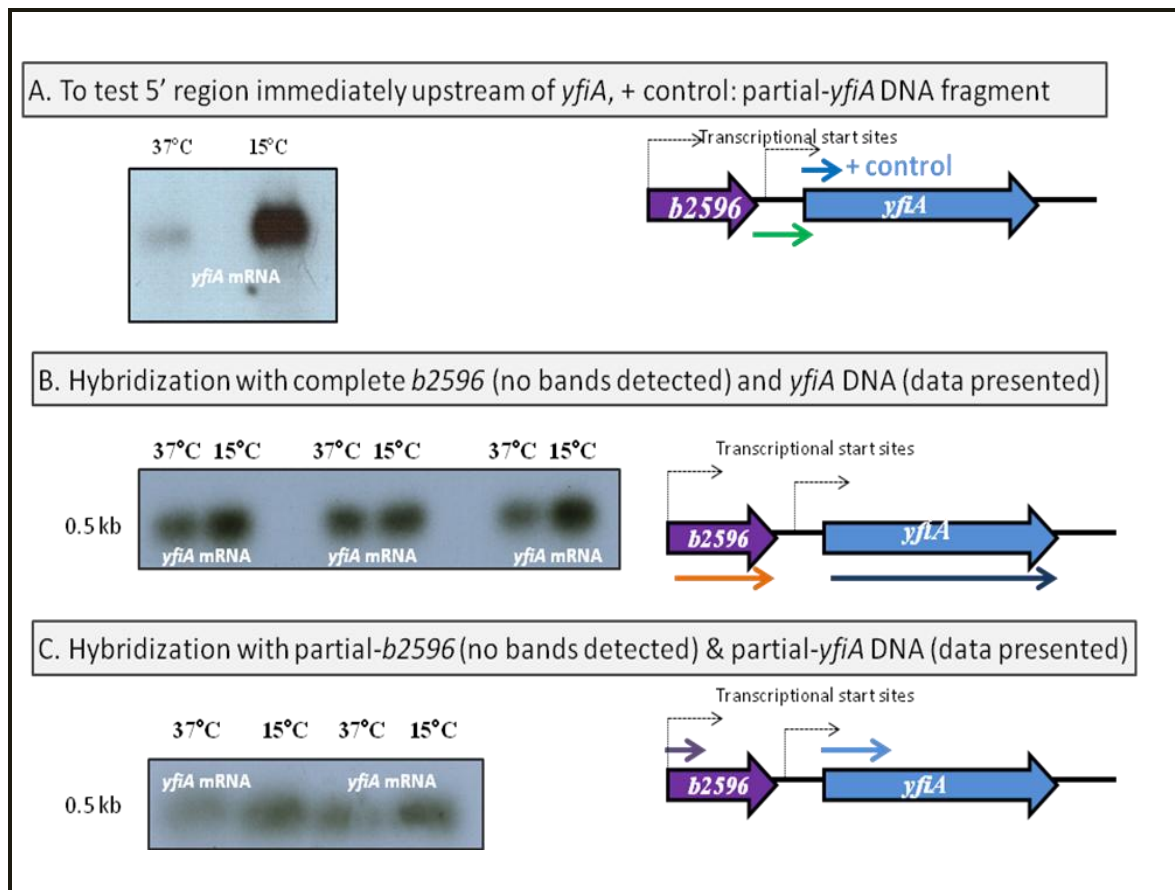 A. To test 5' region immediately upstream of yfiA, + control: partial-yfiA DNA fragment
37°C 15°C
yfiA mRNA
Transcriptional start sites
+ control
b2596 yfiA
B. Hybridization with complete b2596 (no bands detected) and yfiA DNA (data presented)
37°C 15°C 37°C 15°C 37°C 15°C
0.5 kb
yfiA mRNA yfiA mRNA yfiA mRNA
Transcriptional start sites
b2596 yfiA
C. Hybridization with partial-b2596 (no bands detected) & partial-yfiA DNA (data presented)
37°C 15°C 37°C 15°C
yfiA mRNA yfiA mRNA
0.5 kb
Transcriptional start sites
b2596 yfiA